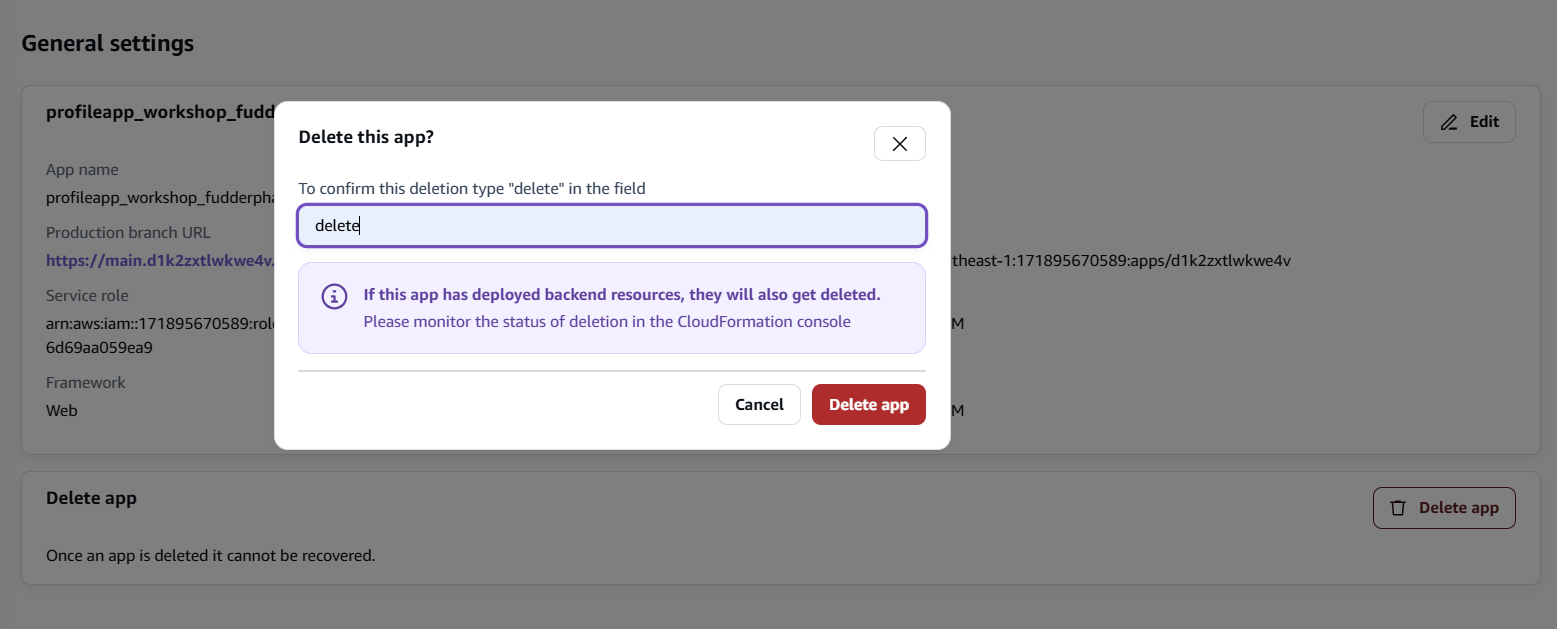 General settings
profileapp_workshop_fudd
Edit
Delete this app?
To confirm this deletion type "delete" in the field
delete
App name
profileapp_workshop_fudderpha
Production branch URL
https://main.d1k2zxtlwkwe4v.
theast-1:171895670589:apps/d1k2zxtlwkwe4v
If this app has deployed backend resources, they will also get deleted.
Please monitor the status of deletion in the CloudFormation console
Service role
arn:aws:iam::171895670589:role
6d69aa059ea9
M
Framework
Web
M
Cancel
Delete app
Delete app
Delete app
Once an app is deleted it cannot be recovered.